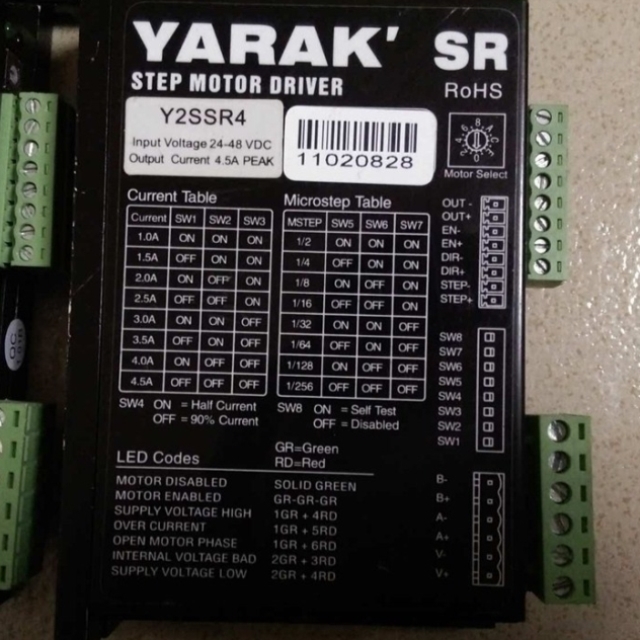 YARAK' SR
STEP MOTOR DRIVER
RoHS
Y2SSR4
Input Voltage 24-48 VDC
Output Current 4.5A PEAK
11020828
Motor Select
Current Table
Current SW1 SW2 SW3
1.0A ON ON ON
1.5A OFF ON ON
2.0A ON OFF ON
2.5A OFF OFF ON
3.0A ON ON OFF
3.5A OFF ON OFF
4.0A ON OFF OFF
4.5A OFF OFF OFF
SW4 ON = Half Current
OFF = 90% Current
Microstep Table
MSTEP SW5 SW6 SW7
1/2 ON ON ON
1/4 OFF ON ON
1/8 ON OFF ON
1/16 OFF OFF ON
1/32 ON ON OFF
1/64 OFF ON OFF
1/128 ON OFF OFF
1/256 OFF OFF OFF
SW8 ON = Self Test
OFF = Disabled
OUT -
OUT+
EN-
EN+
DIR-
DIR+
STEP-
STEP+
SW8
SW7
SW6
SW5
SW4
SW3
SW2
SW1
GR=Green
RD=Red
LED Codes
MOTOR DISABLED SOLID GREEN
MOTOR ENABLED GR-GR-GR
SUPPLY VOLTAGE HIGH 1GR + 4RD
OVER CURRENT 1GR + 5RD
OPEN MOTOR PHASE 1GR + 6RD
INTERNAL VOLTAGE BAD 2GR + 3RD
SUPPLY VOLTAGE LOW 2GR + 4RD
B-
B+
A-
A+
V-
V+